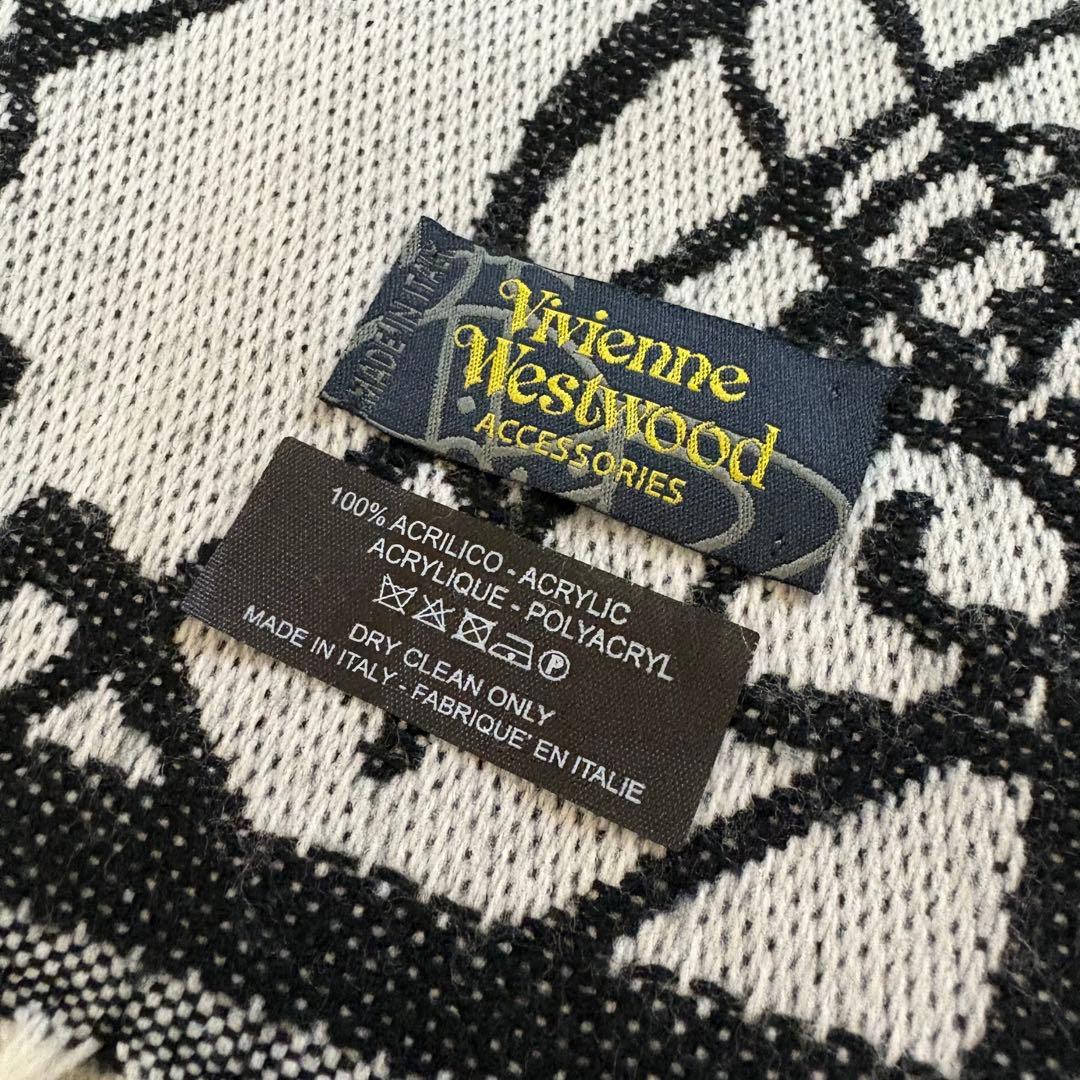 MADE IN ITALY
Vivienne
Westwood
ACCESSORIES
100% ACRILICO - ACRYLIC
ACRYLIQUE - POLYACRYL
P
DRY CLEAN ONLY
MADE IN ITALY - FABRIQUE' EN ITALIE